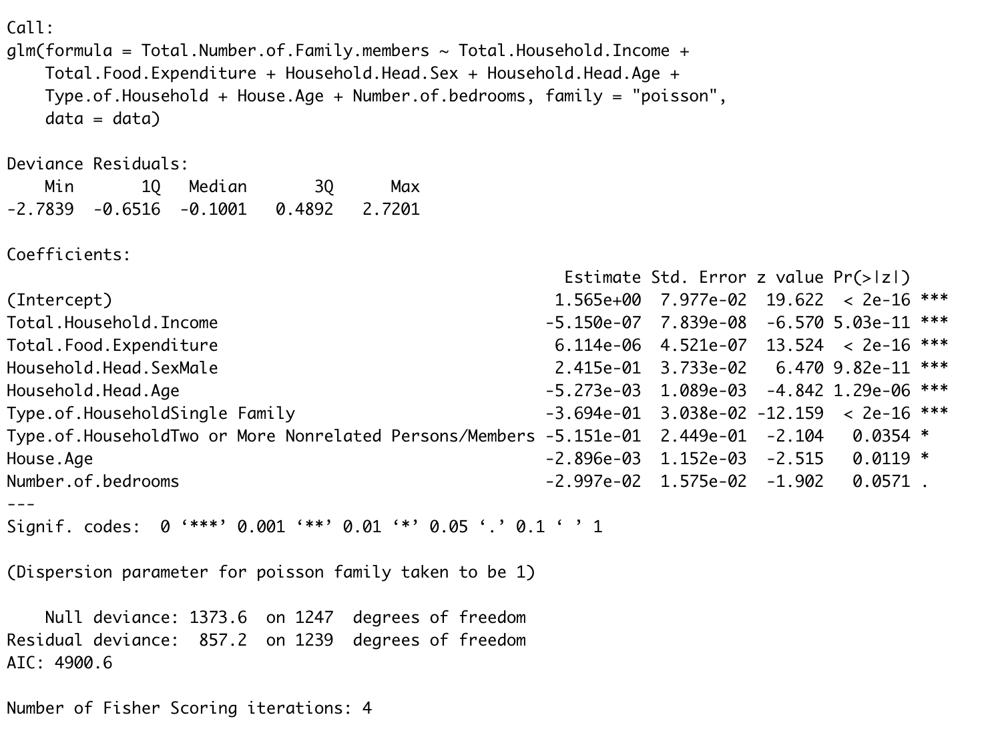 Call:
glm(formula = Total.Number.of.Family.members ~ Total.Household.Income +
    Total.Food.Expenditure + Household.Head.Sex + Household.Head.Age +
    Type.of.Household + House.Age + Number.of.bedrooms, family = "poisson",
    data = data)

Deviance Residuals:
    Min       1Q   Median       3Q      Max
-2.7839  -0.6516  -0.1001   0.4892   2.7201

Coefficients:
                                                          Estimate Std. Error z value Pr(>|z|)
(Intercept)                                              1.565e+00  7.977e-02  19.622  < 2e-16 ***
Total.Household.Income                                  -5.150e-07  7.839e-08  -6.570 5.03e-11 ***
Total.Food.Expenditure                                   6.114e-06  4.521e-07  13.524  < 2e-16 ***
Household.Head.SexMale                                   2.415e-01  3.733e-02   6.470 9.82e-11 ***
Household.Head.Age                                      -5.273e-03  1.089e-03  -4.842 1.29e-06 ***
Type.of.HouseholdSingle Family                          -3.694e-01  3.038e-02 -12.159  < 2e-16 ***
Type.of.HouseholdTwo or More Nonrelated Persons/Members -5.151e-01  2.449e-01  -2.104   0.0354 *
House.Age                                               -2.896e-03  1.152e-03  -2.515   0.0119 *
Number.of.bedrooms                                      -2.997e-02  1.575e-02  -1.902   0.0571 .
---
Signif. codes:  0 ‘***’ 0.001 ‘**’ 0.01 ‘*’ 0.05 ‘.’ 0.1 ‘ ’ 1

(Dispersion parameter for poisson family taken to be 1)

    Null deviance: 1373.6  on 1247  degrees of freedom
Residual deviance:  857.2  on 1239  degrees of freedom
AIC: 4900.6

Number of Fisher Scoring iterations: 4